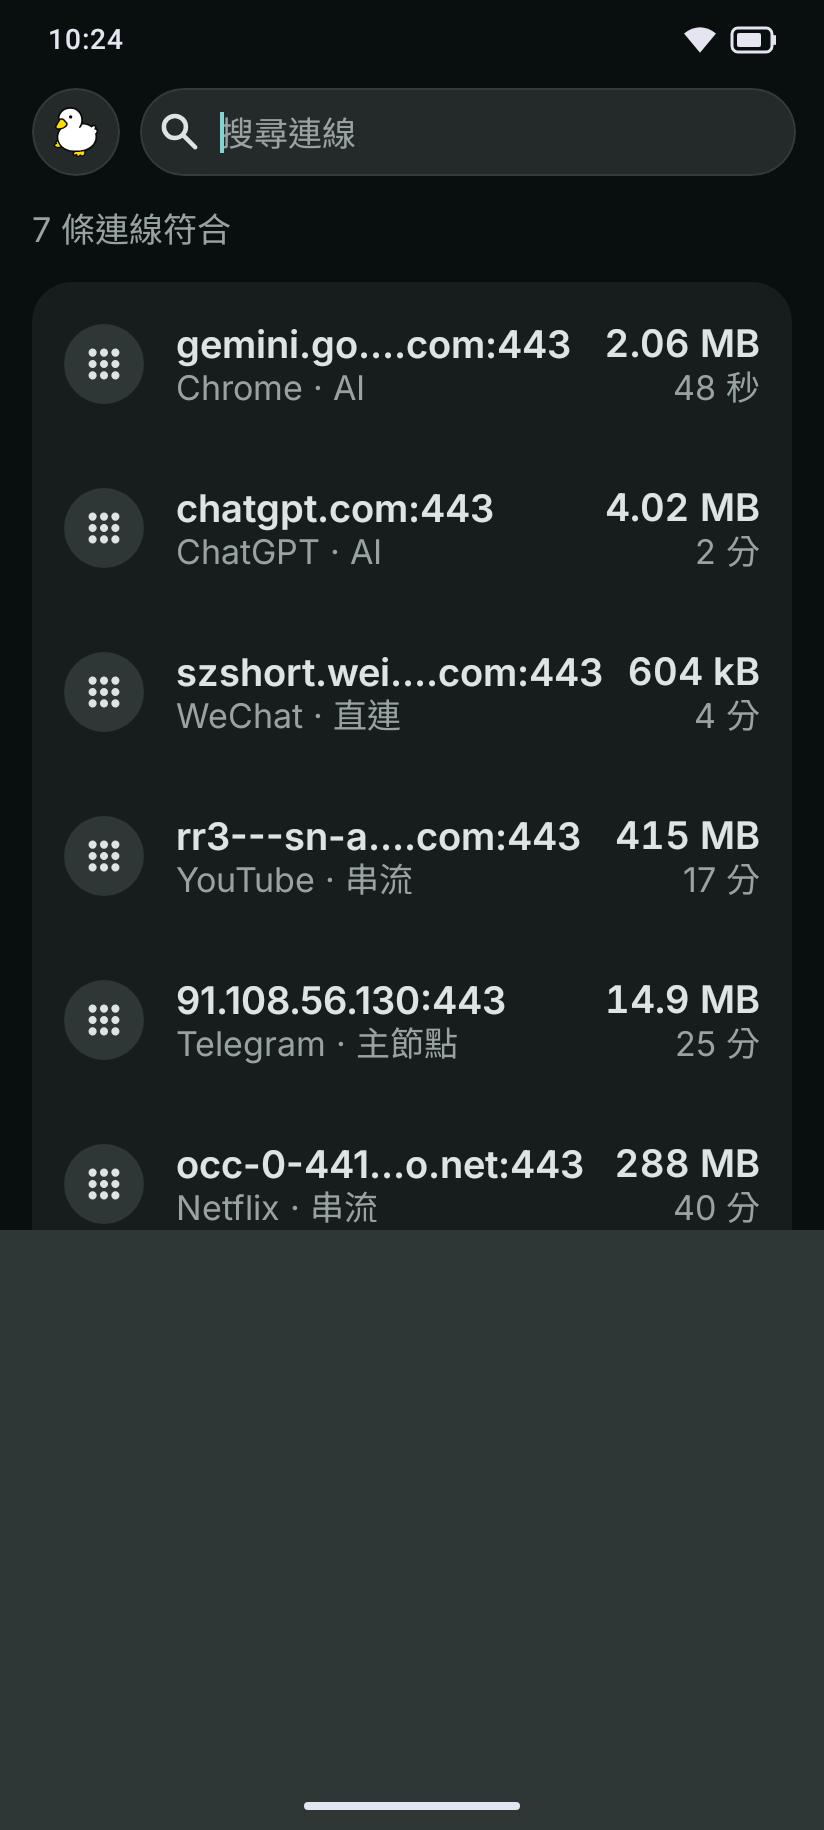 10:24
搜尋連線
7 條連線符合
gemini.go....com:443 2.06 MB
Chrome · AI 48 秒
chatgpt.com:443 4.02 MB
ChatGPT · AI 2 分
szshort.wei....com:443 604 kB
WeChat · 直連 4 分
rr3---sn-a....com:443 415 MB
YouTube · 串流 17 分
91.108.56.130:443 14.9 MB
Telegram · 主節點 25 分
occ-0-441...o.net:443 288 MB
Netflix · 串流 40 分